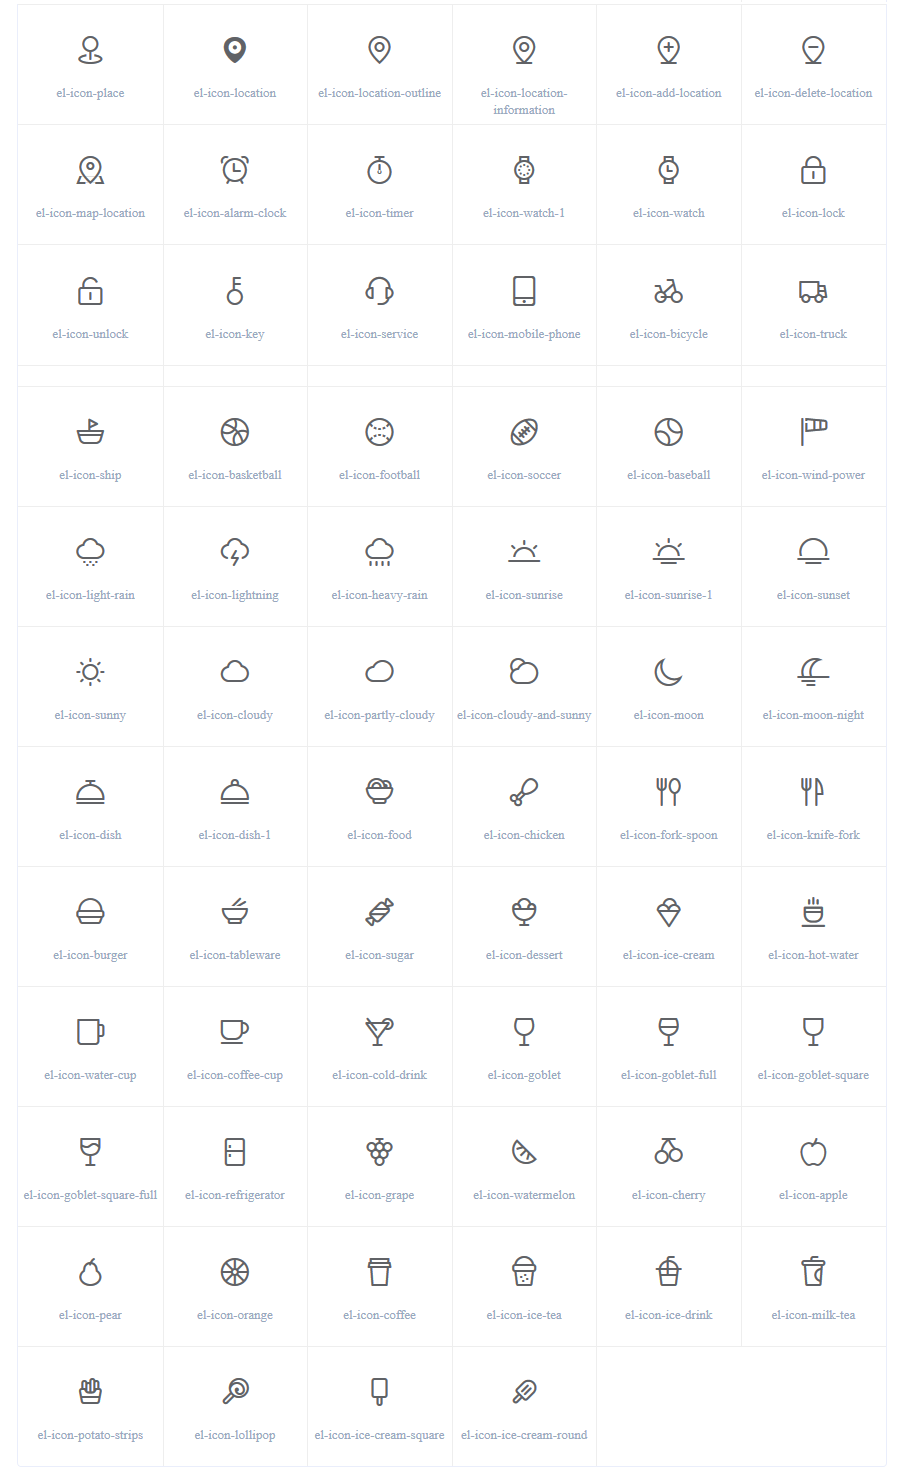 el-icon-place
el-icon-location
el-icon-location-outline
el-icon-location-
information
el-icon-add-location
el-icon-delete-location
el-icon-map-location
el-icon-alarm-clock
el-icon-timer
el-icon-watch-1
el-icon-watch
el-icon-lock
el-icon-unlock
el-icon-key
el-icon-service
el-icon-mobile-phone
el-icon-bicycle
el-icon-truck
el-icon-ship
el-icon-basketball
el-icon-football
el-icon-soccer
el-icon-baseball
el-icon-wind-power
el-icon-light-rain
el-icon-lightning
el-icon-heavy-rain
el-icon-sunrise
el-icon-sunrise-1
el-icon-sunset
el-icon-sunny
el-icon-cloudy
el-icon-partly-cloudy
el-icon-cloudy-and-sunny
el-icon-moon
el-icon-moon-night
el-icon-dish
el-icon-dish-1
el-icon-food
el-icon-chicken
el-icon-fork-spoon
el-icon-knife-fork
el-icon-burger
el-icon-tableware
el-icon-sugar
el-icon-dessert
el-icon-ice-cream
el-icon-hot-water
el-icon-water-cup
el-icon-coffee-cup
el-icon-cold-drink
el-icon-goblet
el-icon-goblet-full
el-icon-goblet-square
el-icon-goblet-square-full
el-icon-refrigerator
el-icon-grape
el-icon-watermelon
el-icon-cherry
el-icon-apple
el-icon-pear
el-icon-orange
el-icon-coffee
el-icon-ice-tea
el-icon-ice-drink
el-icon-milk-tea
el-icon-potato-strips
el-icon-lollipop
el-icon-ice-cream-square
el-icon-ice-cream-round